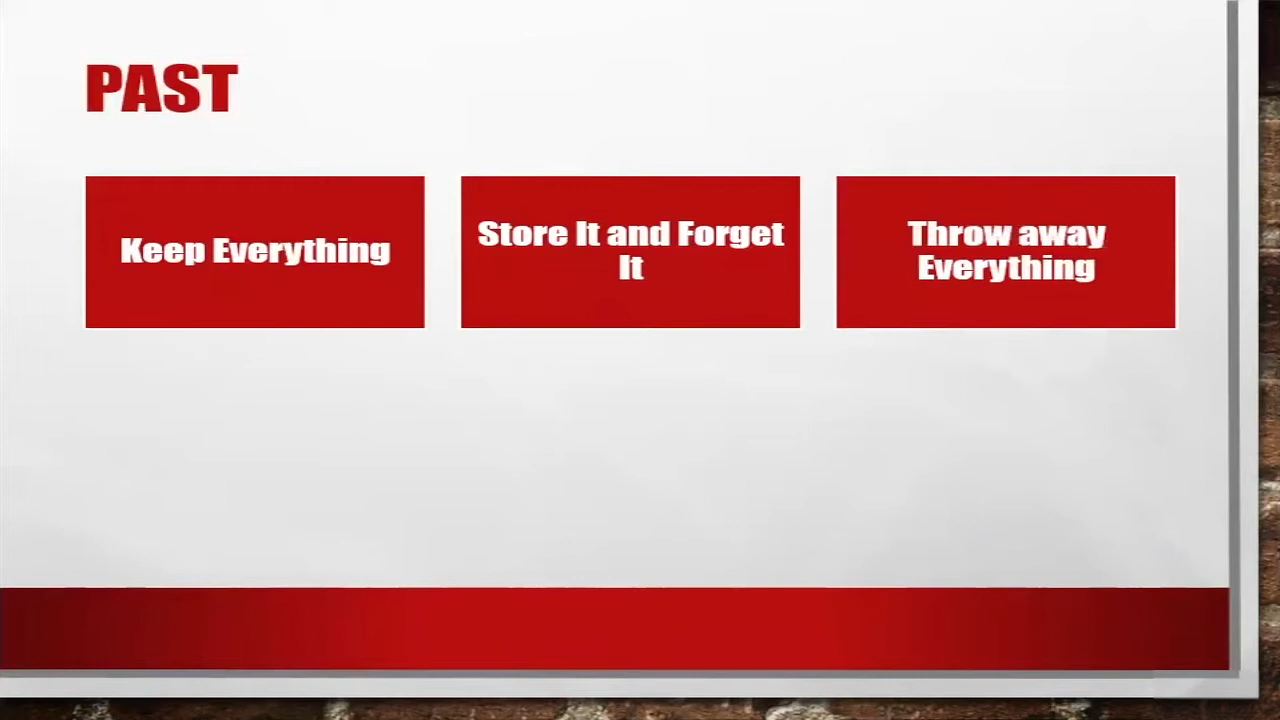 PAST
Keep Everything
Store It and Forget
It
Throw away
Everything